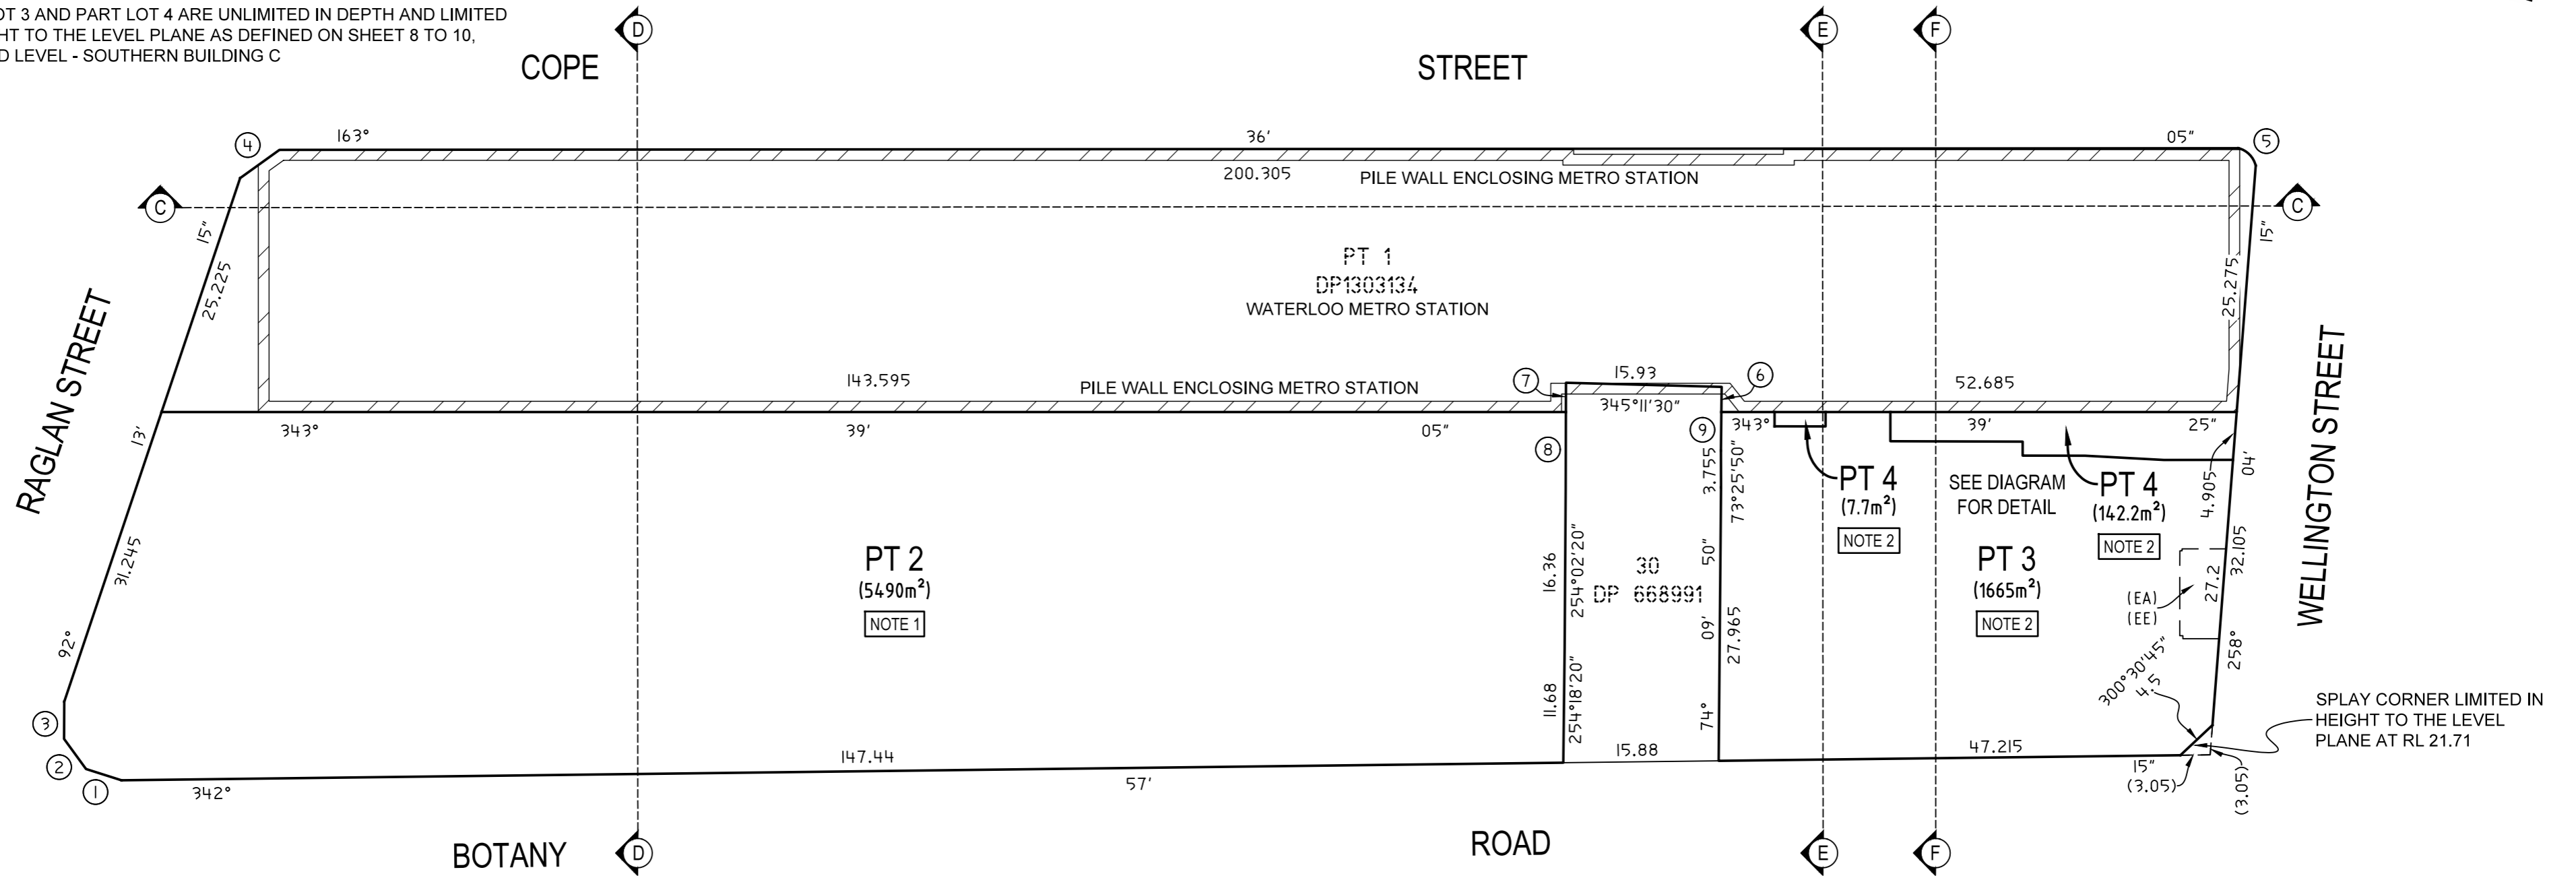 OT 3 AND PART LOT 4 ARE UNLIMITED IN DEPTH AND LIMITED
GHT TO THE LEVEL PLANE AS DEFINED ON SHEET 8 TO 10,
D LEVEL - SOUTHERN BUILDING C
D
E
F
COPE
STREET
4
163°
36'
05"
5
200.305
PILE WALL ENCLOSING METRO STATION
C
C
15"
25.225
15"
25.275
PT 1
DP1303134
WATERLOO METRO STATION
RAGLAN STREET
WELLINGTON STREET
143.595
PILE WALL ENCLOSING METRO STATION
7
15.93
6
52.685
345°11'30"
13'
343°
39'
05"
8
9
343°
39'
25"
04'
3.755
73°25'50"
PT 4
(7.7m²)
NOTE 2
SEE DIAGRAM
FOR DETAIL
PT 4
(142.2m²)
NOTE 2
4.905
31.245
PT 2
(5490m²)
NOTE 1
16.36
254°02'20"
30
DP 668991
50"
09'
27.965
74°
PT 3
(1665m²)
NOTE 2
(EA)
(EE)
27.2
32.105
258°
92°
11.68
254°18'20"
300°30'45"
4.5
SPLAY CORNER LIMITED IN
HEIGHT TO THE LEVEL
PLANE AT RL 21.71
3
2
1
342°
147.44
57'
15.88
47.215
15"
(3.05)
(3.05)
BOTANY
ROAD
D
E
F